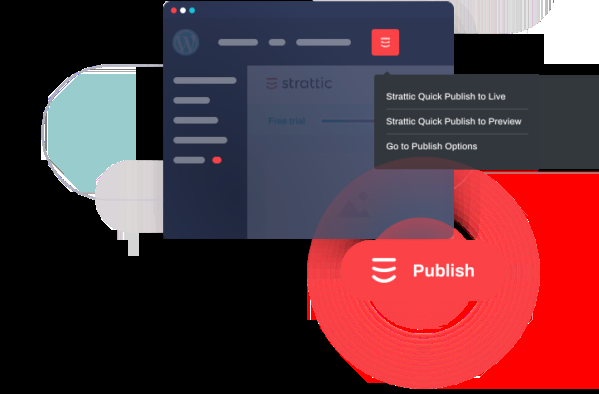 strattic
Free trial
Strattic Quick Publish to Live
Strattic Quick Publish to Preview
Go to Publish Options
Publish